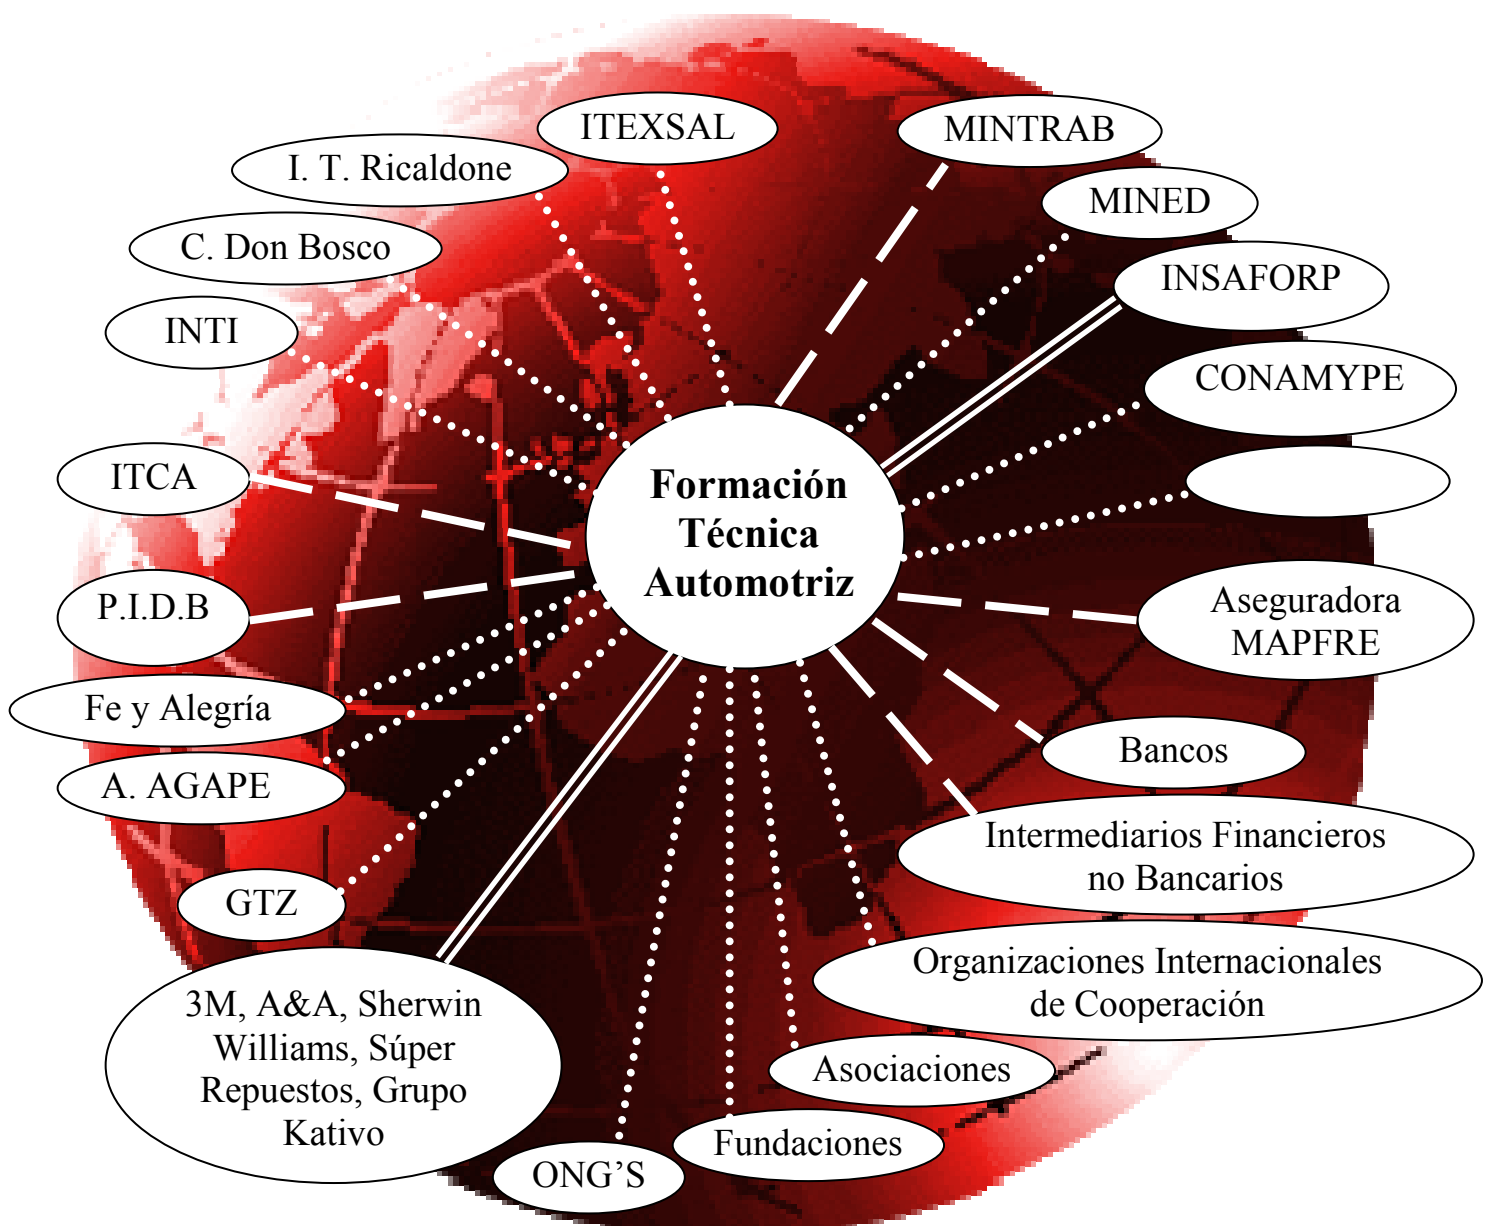 ITEXSAL
MINTRAB
I. T. Ricaldone
MINED
C. Don Bosco
INSAFORP
INTI
CONAMYPE
ITCA
Formación
Técnica
Automotriz
P.I.D.B
Aseguradora
MAPFRE
Fe y Alegría
Bancos
A. AGAPE
Intermediarios Financieros
no Bancarios
GTZ
Organizaciones Internacionales
de Cooperación
3M, A&A, Sherwin
Williams, Súper
Repuestos, Grupo
Kativo
Asociaciones
Fundaciones
ONG’S